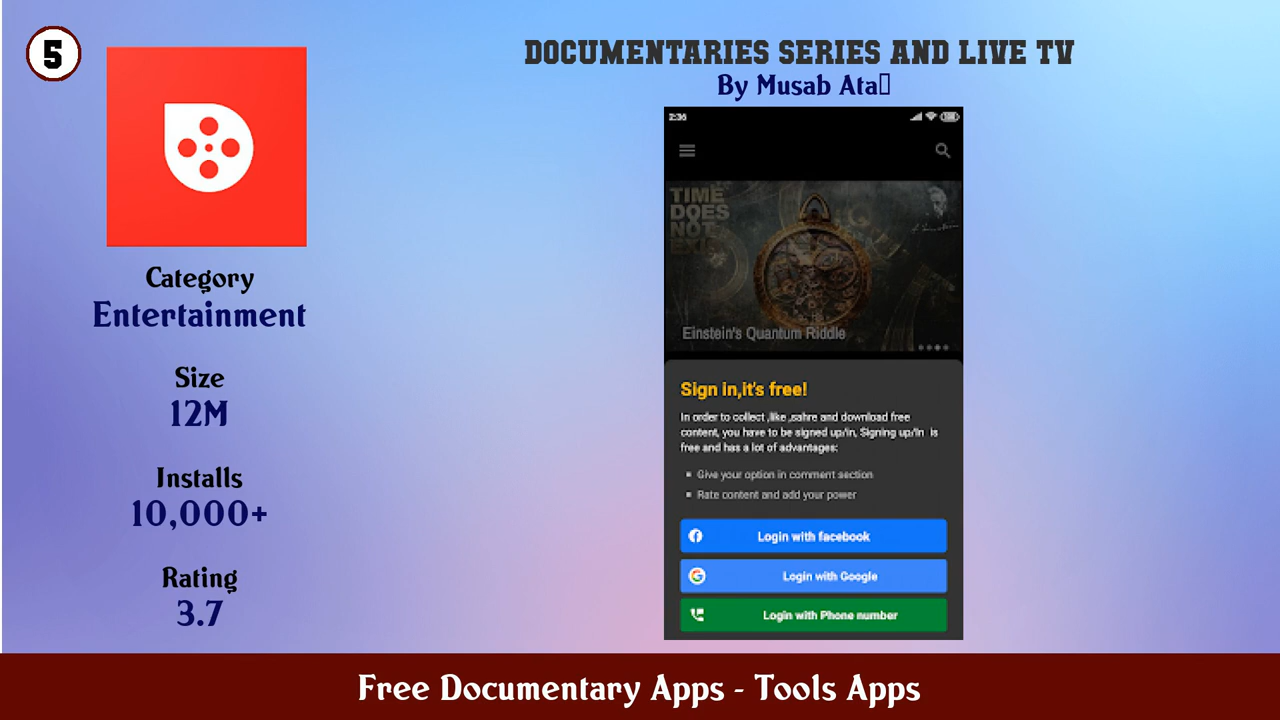 5
DOCUMENTARIES SERIES AND LIVE TV
By Musab Ata
Category
Entertainment
Size
12M
Installs
10,000+
Rating
3.7
2:36
TIME
DOES
NOT
EXIST
Einstein's Quantum Riddle
Sign in,it's free!
In order to collect ,like ,sahre and download free
content, you have to be signed up/in, Signing up/In is
free and has a lot of advantages:
Give your option in comment section
Rate content and add your power
Login with facebook
Login with Google
Login with Phone number
Free Documentary Apps - Tools Apps